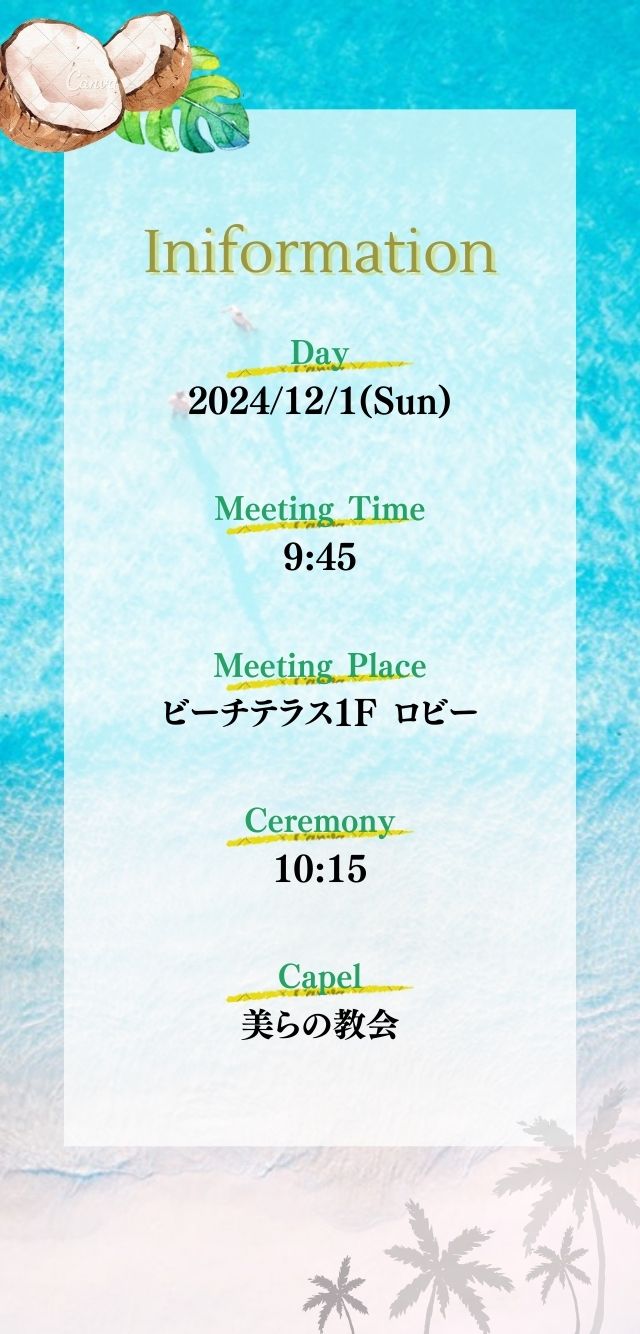 Canva
Iniformation
Day
2024/12/1(Sun)
Meeting Time
9:45
Meeting Place
ビーチテラス1F ロビー
Ceremony
10:15
Capel
美らの教会